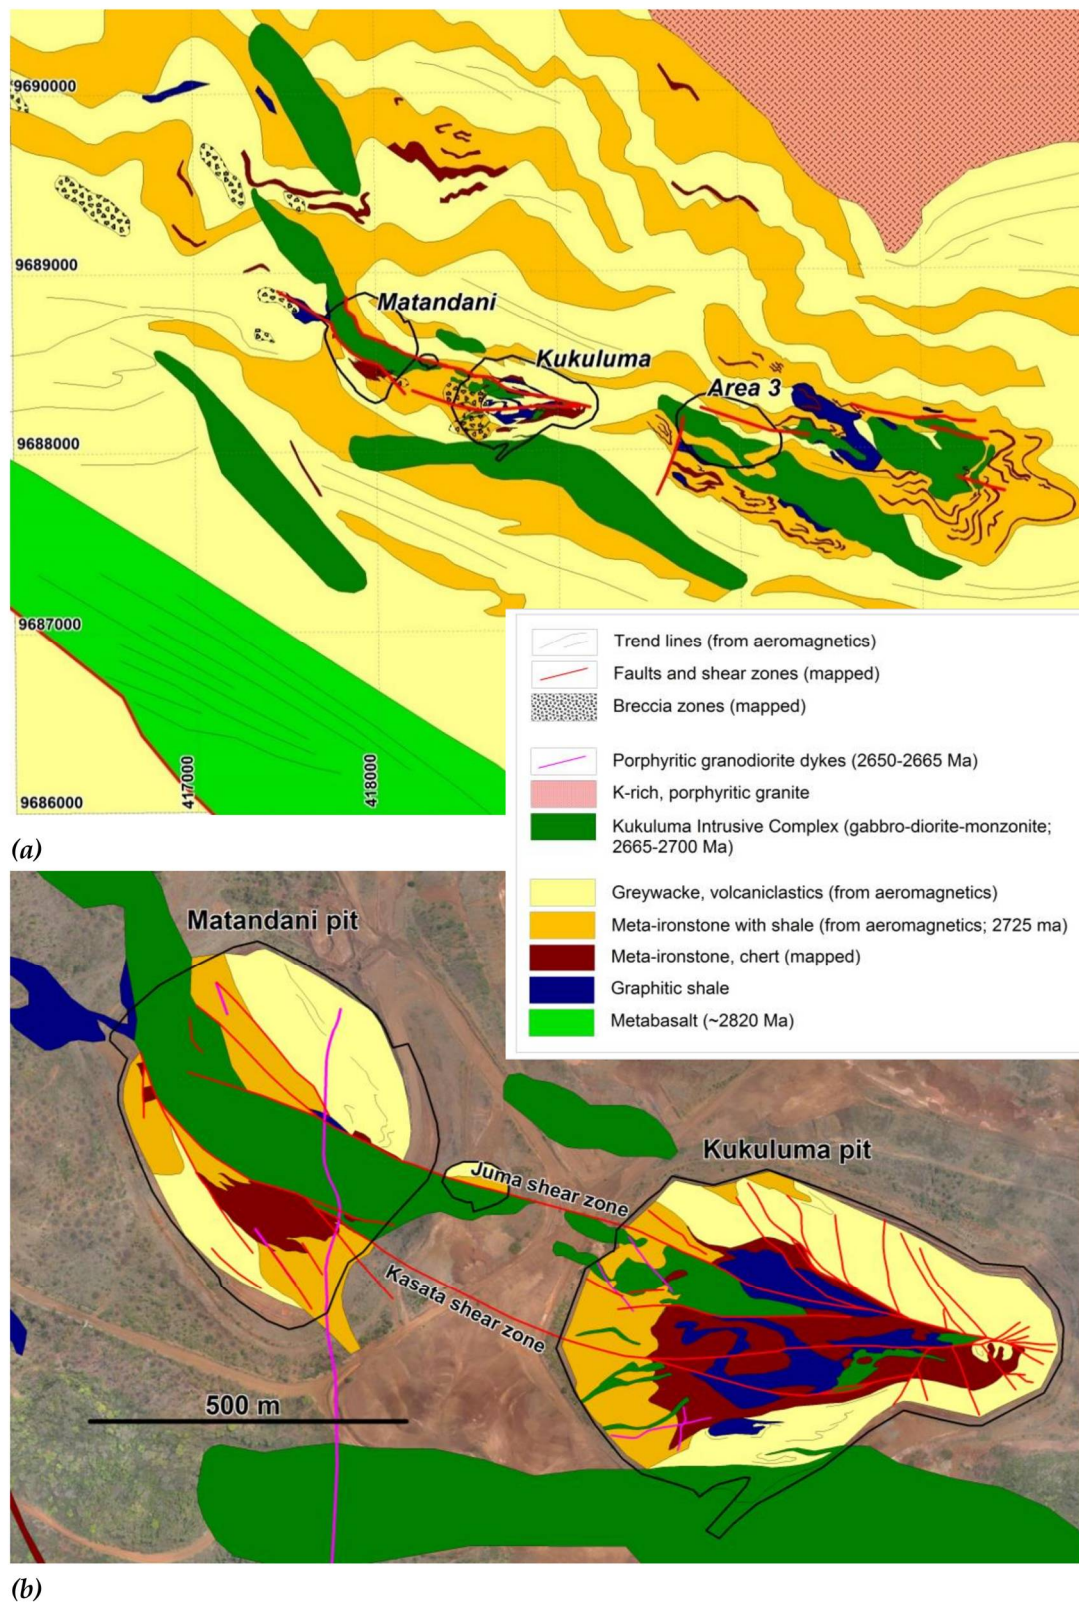 9690000
9689000
Matandani
Kukuluma
Area 3
9688000
9687000
417000
418000
9686000
Trend lines (from aeromagnetics)
Faults and shear zones (mapped)
Breccia zones (mapped)
Porphyritic granodiorite dykes (2650-2665 Ma)
K-rich, porphyritic granite
Kukuluma Intrusive Complex (gabbro-diorite-monzonite;
2665-2700 Ma)
Greywacke, volcaniclastics (from aeromagnetics)
Meta-ironstone with shale (from aeromagnetics; 2725 ma)
Meta-ironstone, chert (mapped)
Graphitic shale
Metabasalt (~2820 Ma)
(a)
Matandani pit
Kukuluma pit
Juma shear zone
Kasata shear zone
500 m
(b)